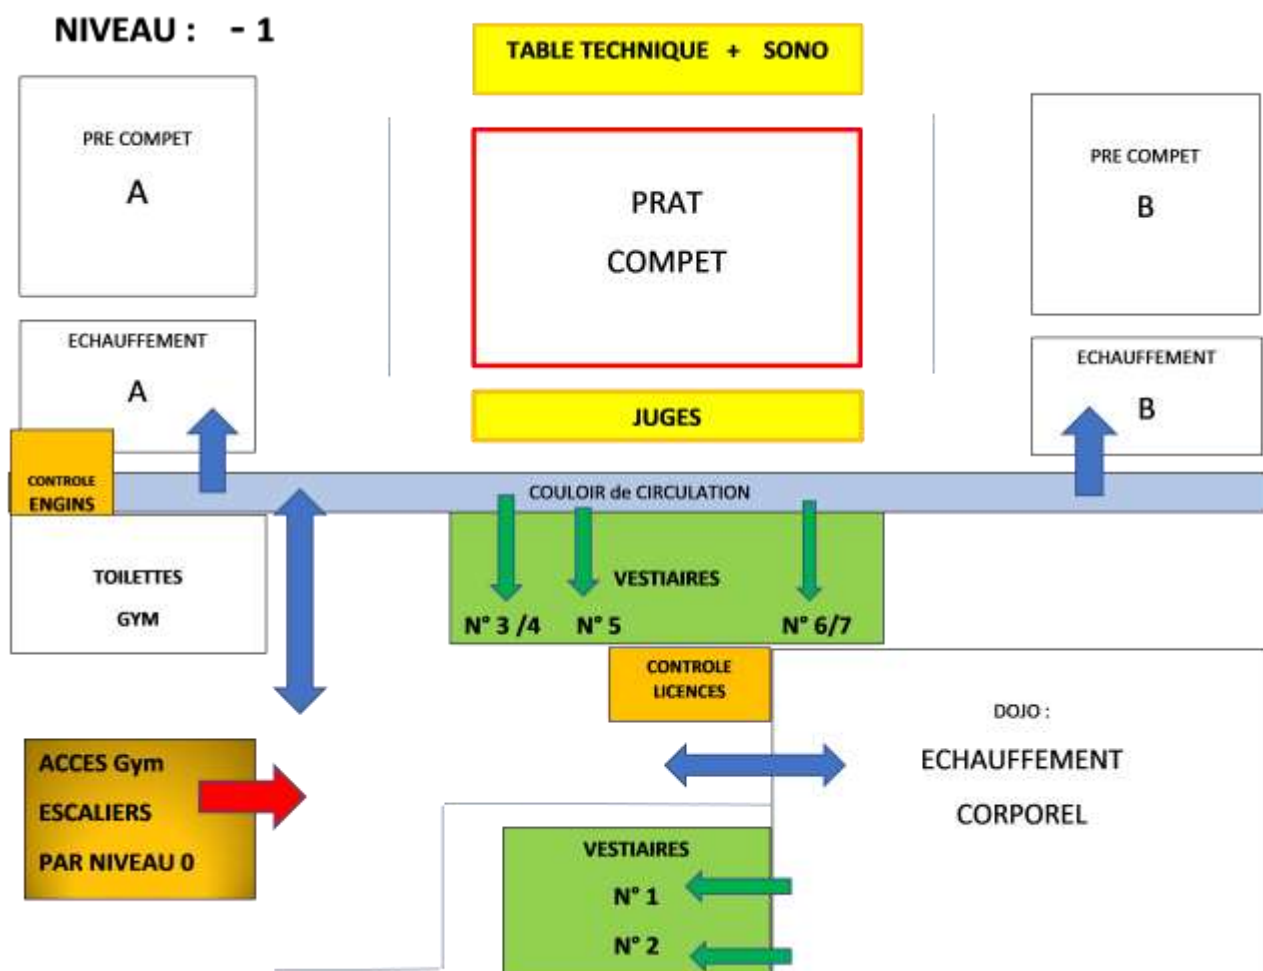 NIVEAU : - 1
TABLE TECHNIQUE + SONO
PRE COMPET
A
PRAT
COMPET
PRE COMPET
B
ECHAUFFEMENT
A
JUGES
ECHAUFFEMENT
B
CONTROLE
ENGINS
COULOIR de CIRCULATION
TOILETTES
GYM
VESTIAIRES
N° 3 /4 N° 5 N° 6/7
CONTROLE
LICENCES
DOJO :
ECHAUFFEMENT
CORPOREL
ACCES Gym
ESCALIERS
PAR NIVEAU 0
VESTIAIRES
N° 1
N° 2